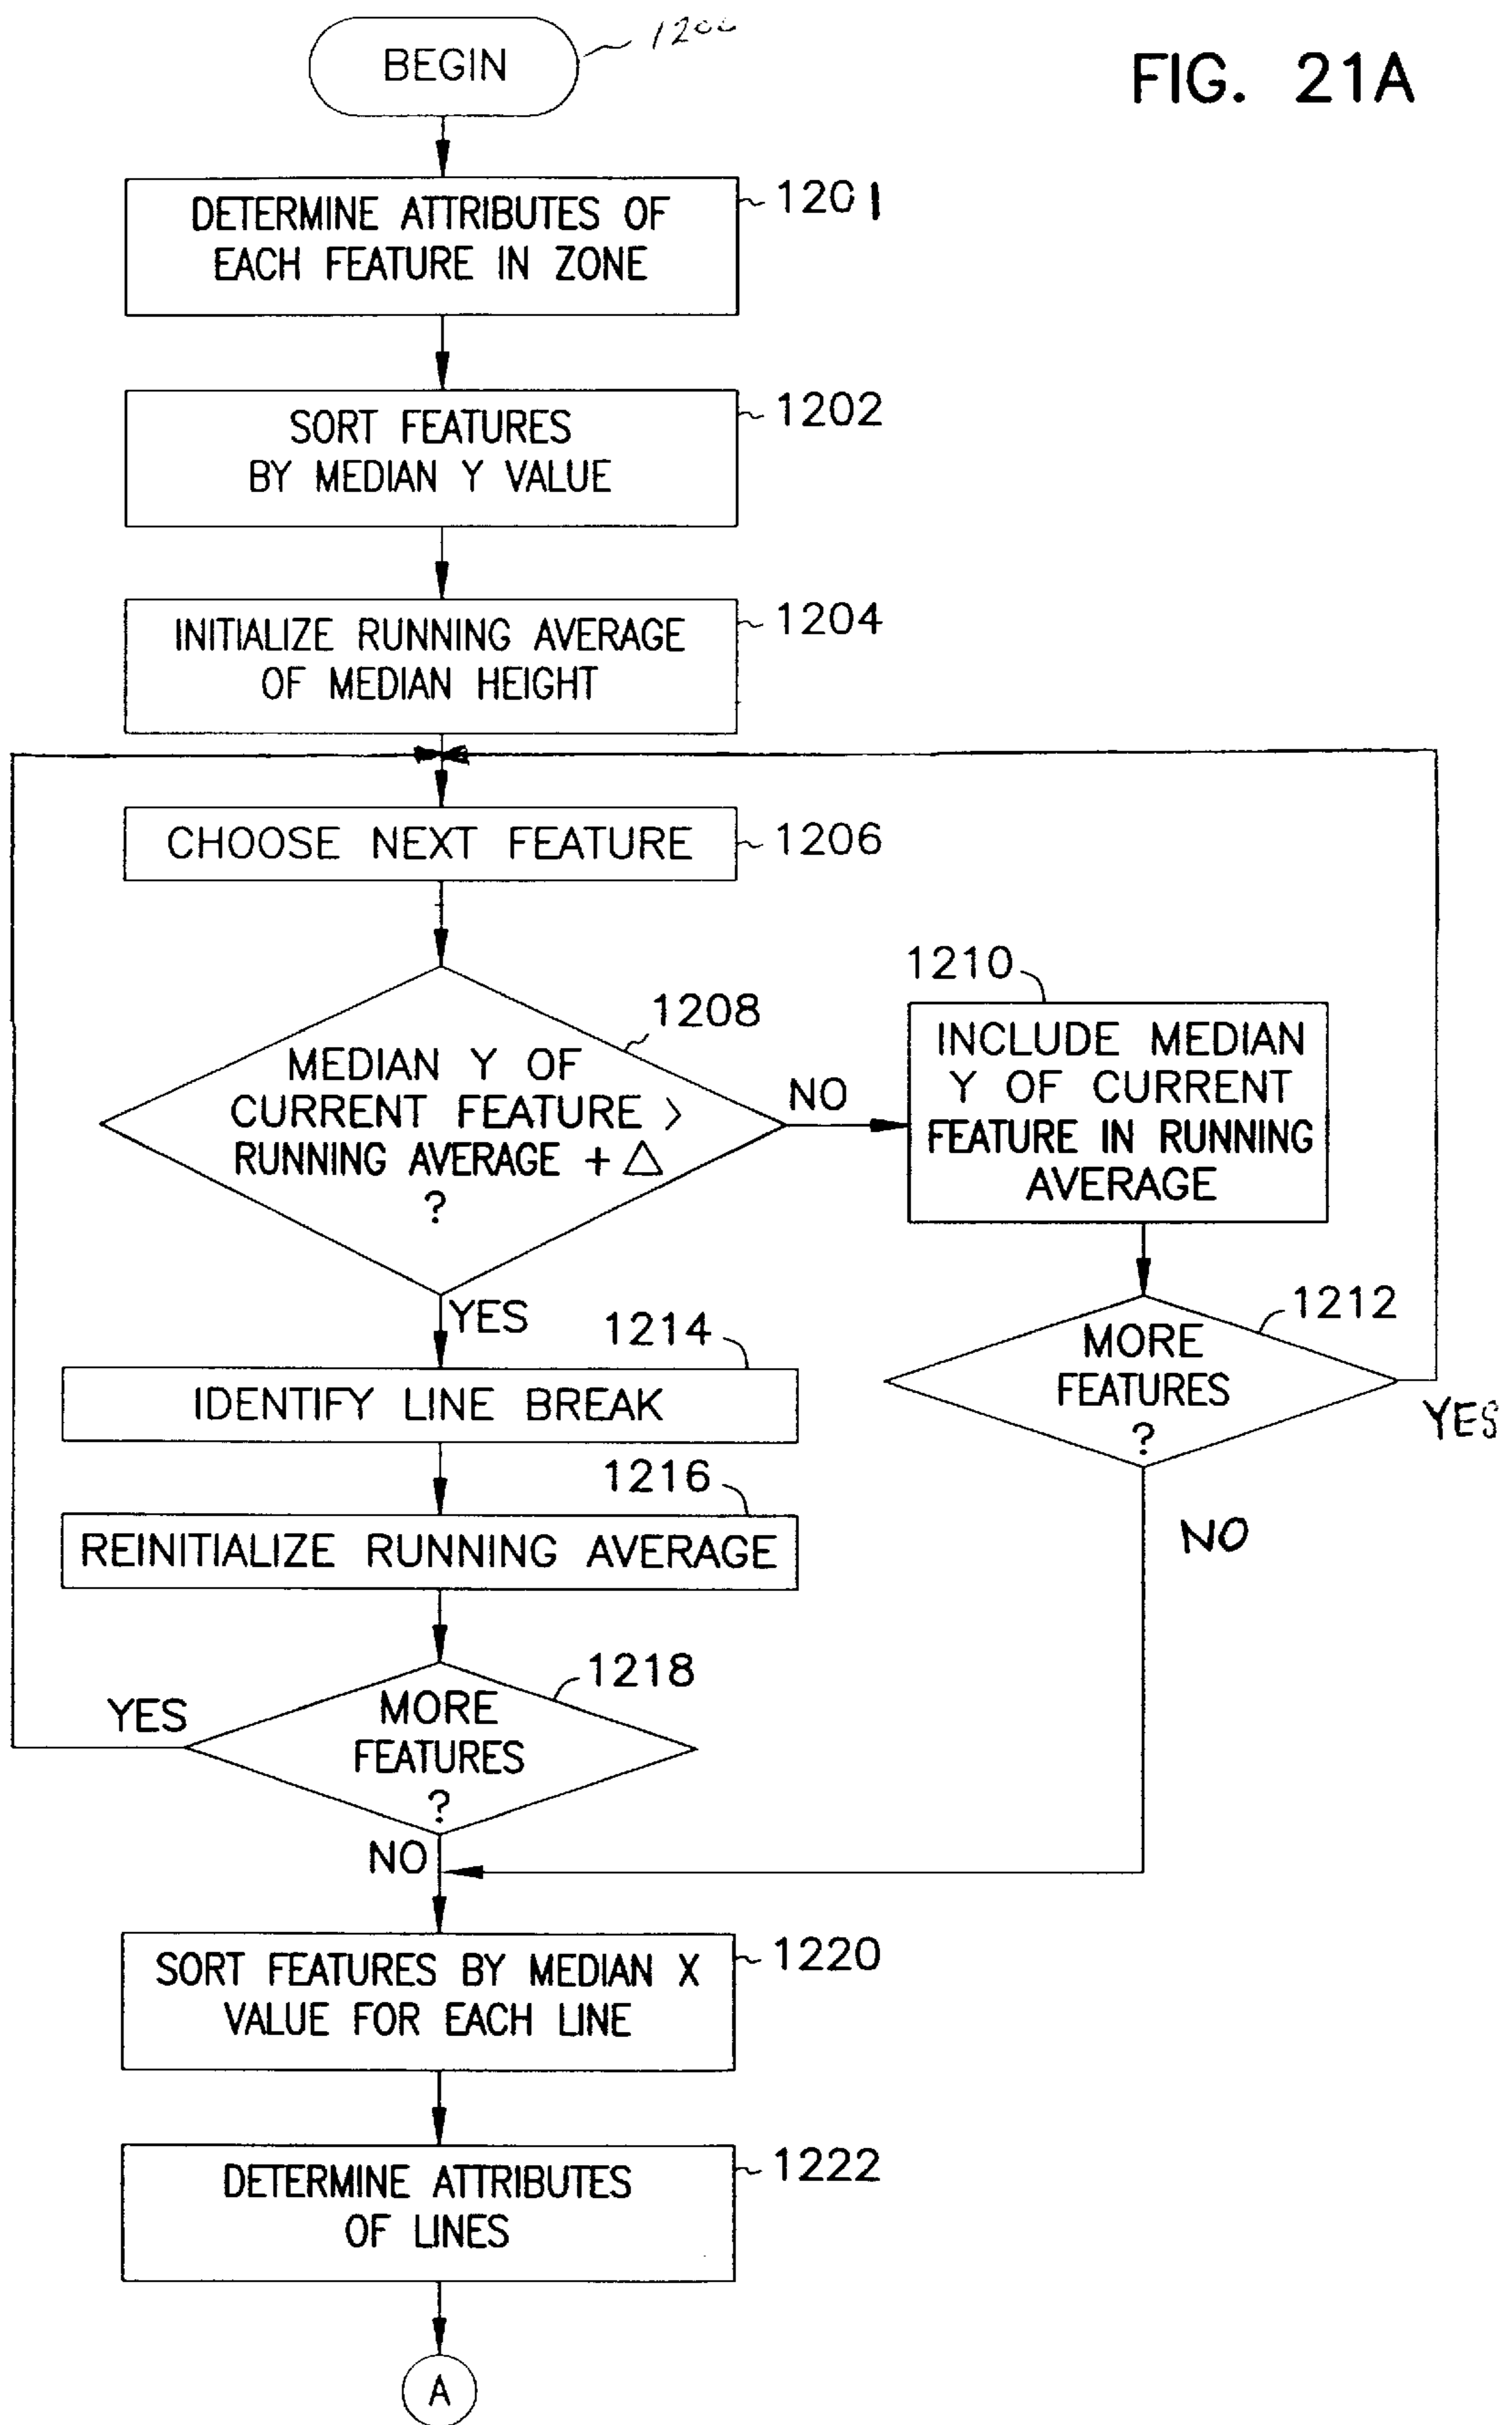 FIG. 21A
BEGIN
1200
DETERMINE ATTRIBUTES OF
EACH FEATURE IN ZONE
1201
SORT FEATURES
BY MEDIAN Y VALUE
1202
INITIALIZE RUNNING AVERAGE
OF MEDIAN HEIGHT
1204
CHOOSE NEXT FEATURE
1206
MEDIAN Y OF
CURRENT FEATURE >
RUNNING AVERAGE + △
?
1208
NO
1210
INCLUDE MEDIAN
Y OF CURRENT
FEATURE IN RUNNING
AVERAGE
YES
1212
MORE
FEATURES
?
YES
NO
1214
IDENTIFY LINE BREAK
1216
REINITIALIZE RUNNING AVERAGE
1218
MORE
FEATURES
?
YES
NO
SORT FEATURES BY MEDIAN X
VALUE FOR EACH LINE
1220
DETERMINE ATTRIBUTES
OF LINES
1222
A